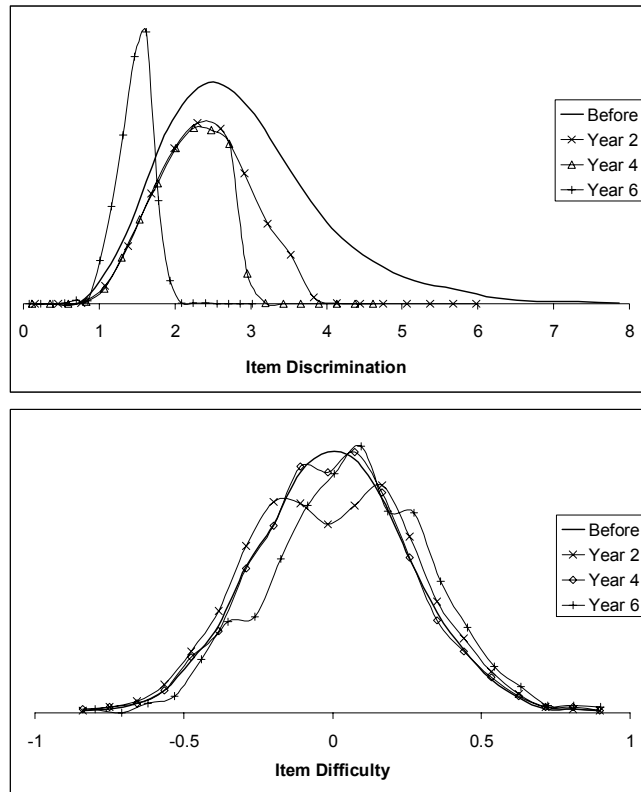 Before
Year 2
Year 4
Year 6
0 1 2 3 4 5 6 7 8
Item Discrimination
Before
Year 2
Year 4
Year 6
-1 -0.5 0 0.5 1
Item Difficulty